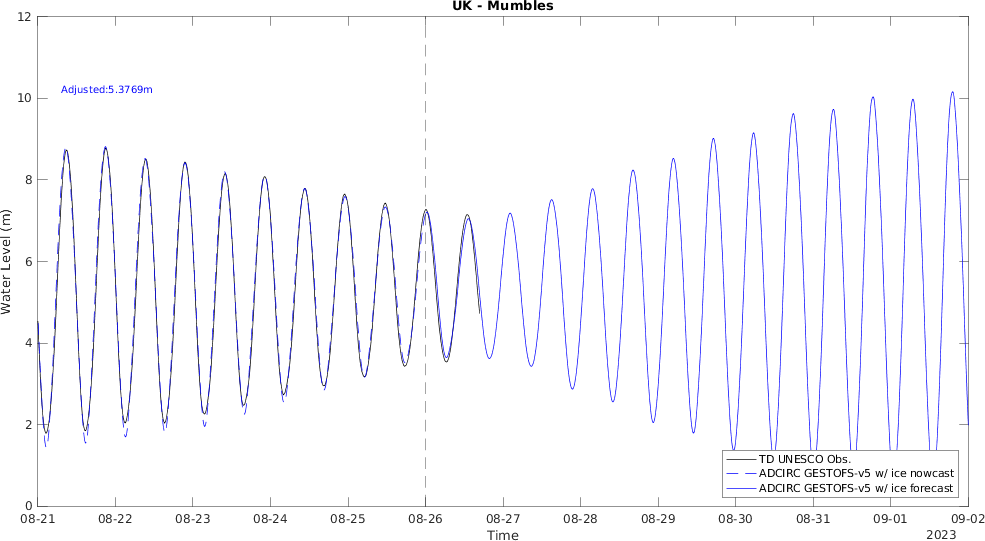 UK - Mumbles
12
10
8
6
4
2
0
Water Level (m)
Adjusted:5.3769m
TD UNESCO Obs.
ADCIRC GESTOFS-v5 w/ ice nowcast
ADCIRC GESTOFS-v5 w/ ice forecast
08-21 08-22 08-23 08-24 08-25 08-26 08-27 08-28 08-29 08-30 08-31 09-01 09-02
Time
2023